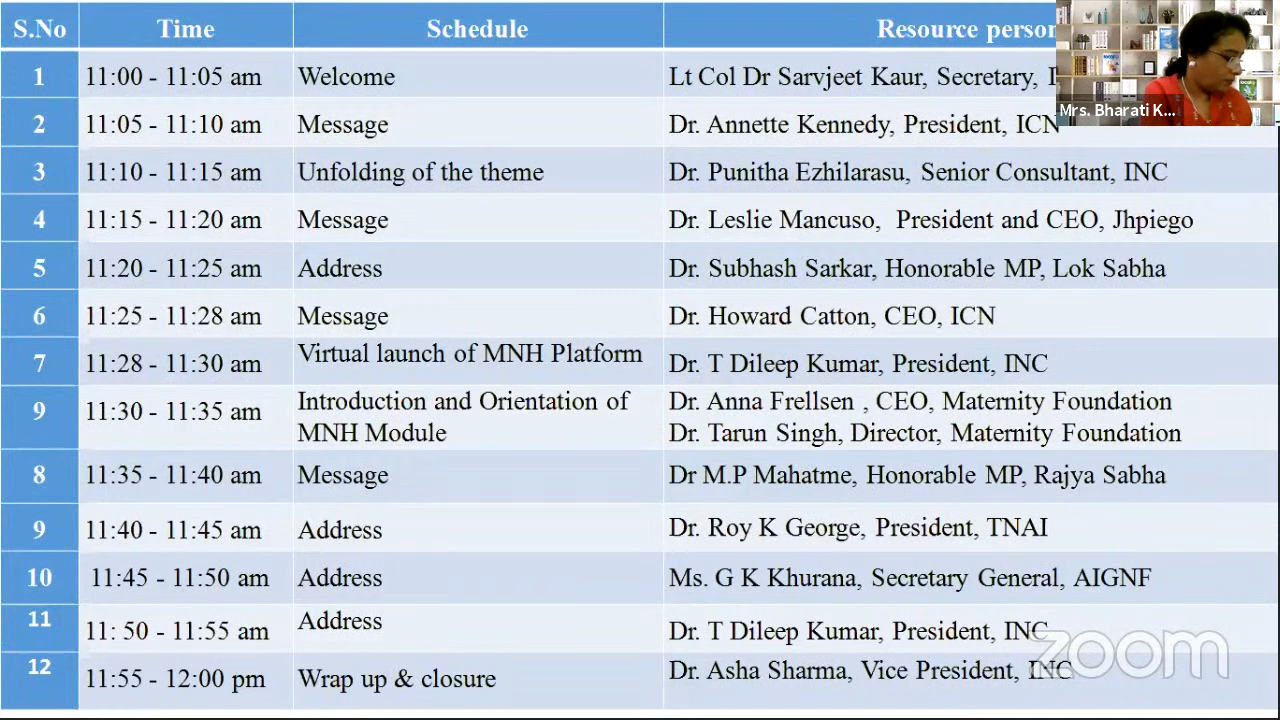 S.No Time Schedule Resource person
1 11:00 - 11:05 am Welcome Lt Col Dr Sarvjeet Kaur, Secretary,
Mrs. Bharati K...
2 11:05 - 11:10 am Message Dr. Annette Kennedy, President, ICN
3 11:10 - 11:15 am Unfolding of the theme Dr. Punitha Ezhilarasu, Senior Consultant, INC
4 11:15 - 11:20 am Message Dr. Leslie Mancuso, President and CEO, Jhpiego
5 11:20 - 11:25 am Address Dr. Subhash Sarkar, Honorable MP, Lok Sabha
6 11:25 - 11:28 am Message Dr. Howard Catton, CEO, ICN
7 11:28 - 11:30 am Virtual launch of MNH Platform Dr. T Dileep Kumar, President, INC
9 11:30 - 11:35 am Introduction and Orientation of Dr. Anna Frellsen , CEO, Maternity Foundation
MNH Module Dr. Tarun Singh, Director, Maternity Foundation
8 11:35 - 11:40 am Message Dr M.P Mahatme, Honorable MP, Rajya Sabha
9 11:40 - 11:45 am Address Dr. Roy K George, President, TNAI
10 11:45 - 11:50 am Address Ms. G K Khurana, Secretary General, AIGNF
11 11: 50 - 11:55 am Address Dr. T Dileep Kumar, President, INC
12 11:55 - 12:00 pm Wrap up & closure Dr. Asha Sharma, Vice President, INC
zoom